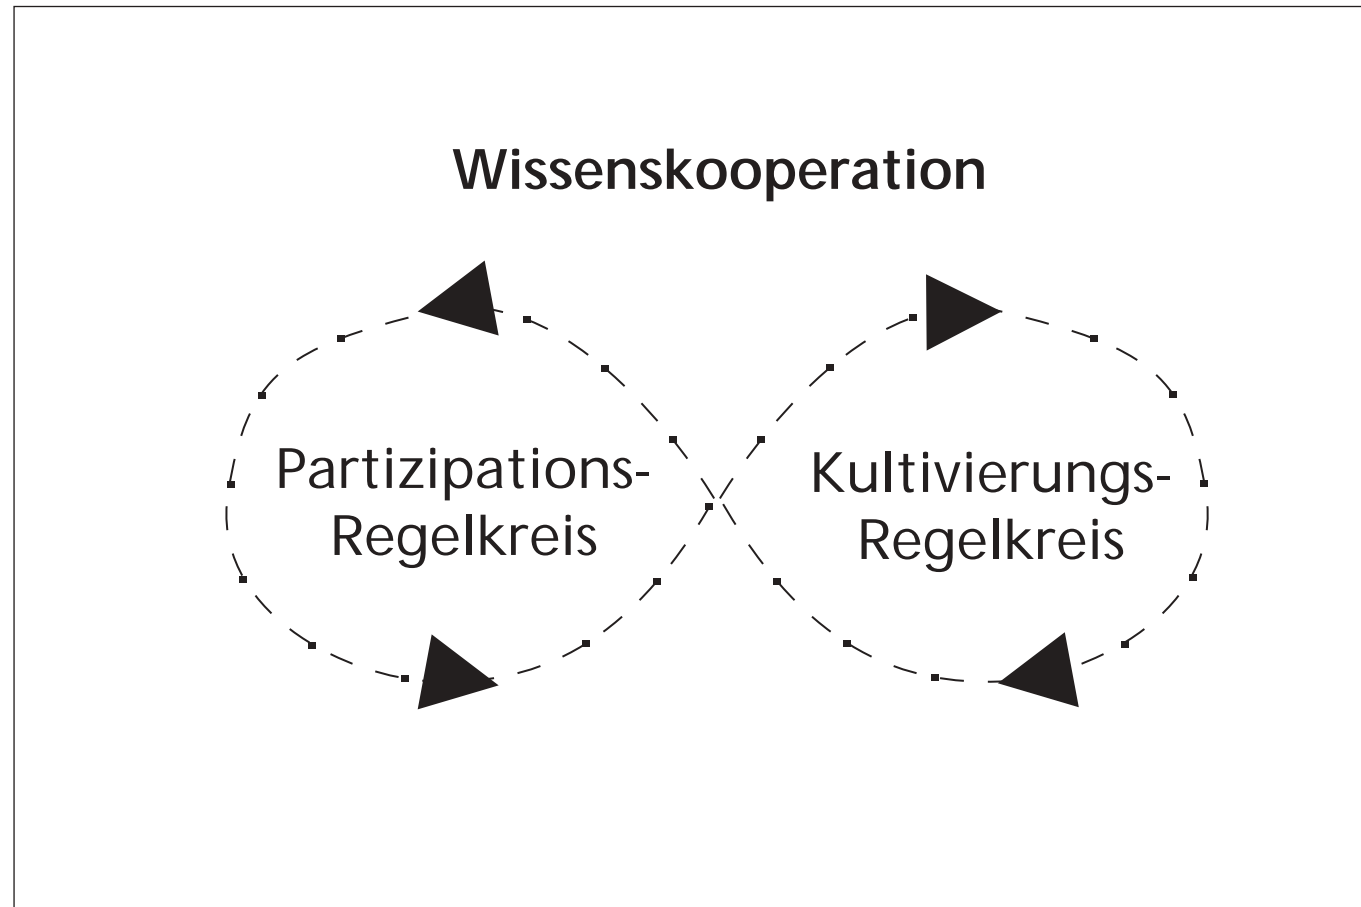 Wissenskooperation
Partizipations-
Regelkreis
Kultivierungs-
Regelkreis